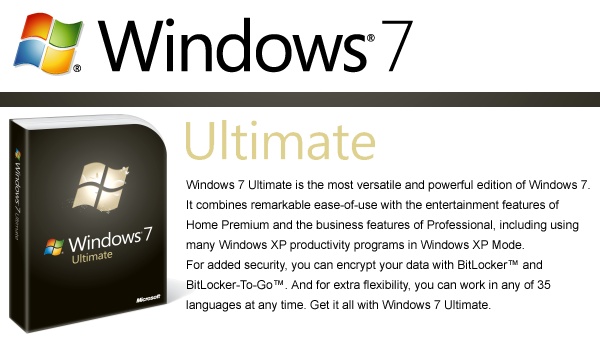 ® Windows® 7
Ultimate
Windows 7 Ultimate is the most versatile and powerful edition of Windows 7.
It combines remarkable ease-of-use with the entertainment features of
Home Premium and the business features of Professional, including using
many Windows XP productivity programs in Windows XP Mode.
For added security, you can encrypt your data with BitLocker™ and
BitLocker-To-Go™. And for extra flexibility, you can work in any of 35
languages at any time. Get it all with Windows 7 Ultimate.
Windows 7 Ultimate
Windows 7
Ultimate
Microsoft